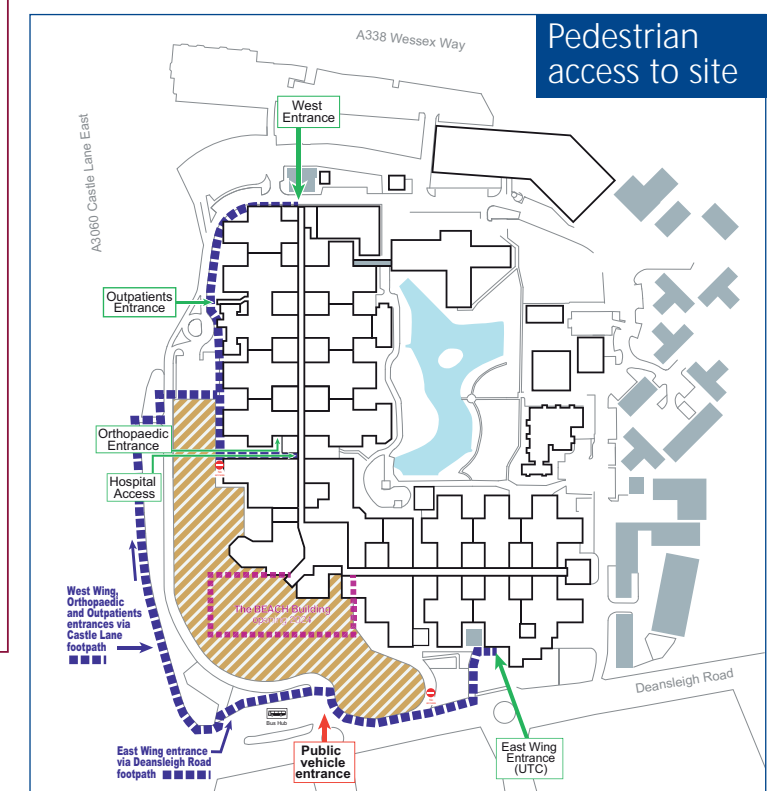 Pedestrian
access to site
A338 Wessex Way
A3060 Castle Lane East
West
Entrance
Outpatients
Entrance
Orthopaedic
Entrance
Hospital
Access
The BEACH Building
opening 2024
West Wing,
Orthopaedic
and Outpatients
entrances via
Castle Lane
footpath
Deansleigh Road
Bus Hub
East Wing entrance
via Deansleigh Road
footpath
Public
vehicle
entrance
East Wing
Entrance
(UTC)